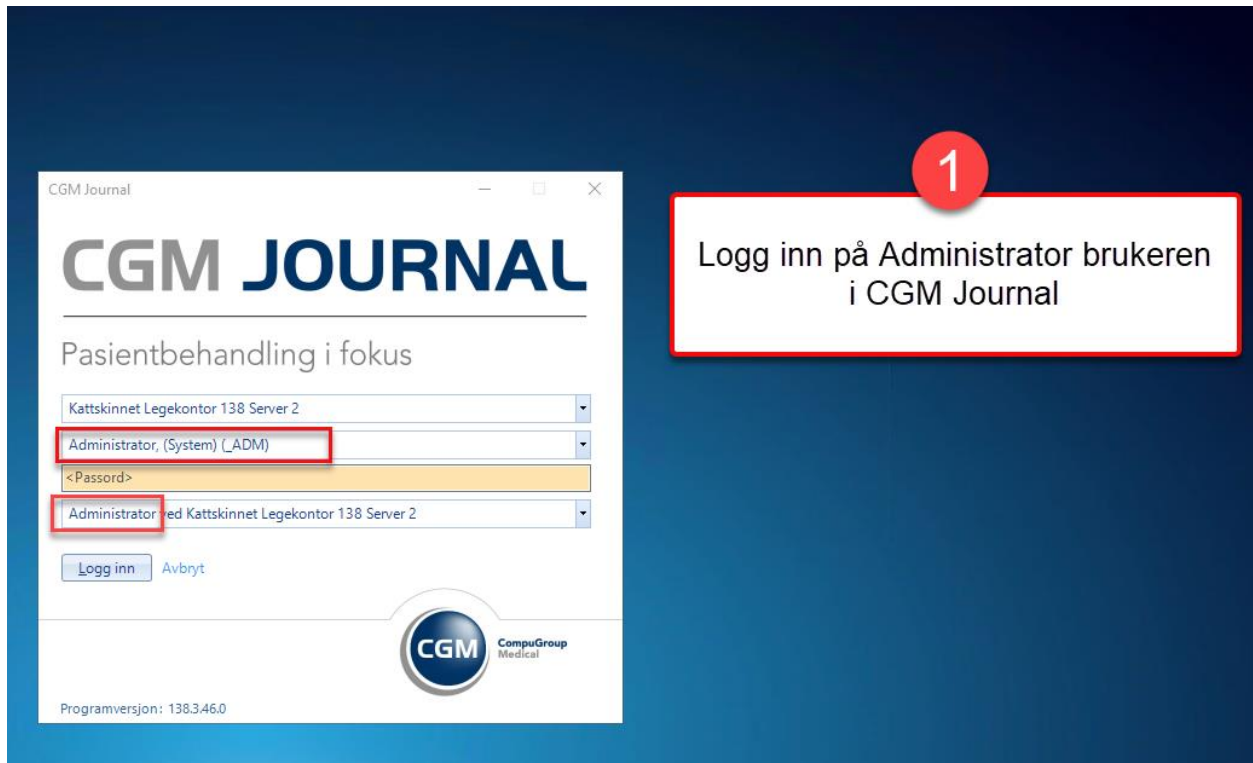 CGM Journal
CGM JOURNAL
Pasientbehandling i fokus
Kattskinnet Legekontor 138 Server 2
Administrator, (System) (_ADM)
<Passord>
Administrator ved Kattskinnet Legekontor 138 Server 2
Logg inn Avbryt
CGM CompuGroup
Medical
Programversjon: 138.3.46.0
1
Logg inn på Administrator brukeren
i CGM Journal